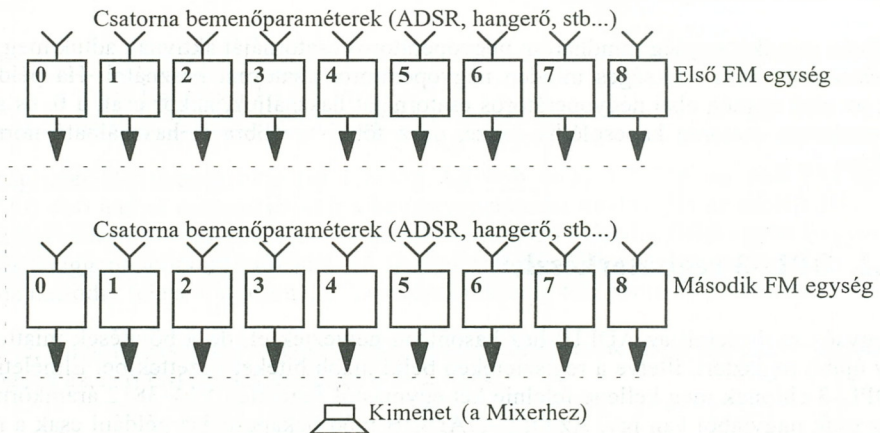 Csatorna bemenőparaméterek (ADSR, hangerő, stb...)
0 1 2 3 4 5 6 7 8 Első FM egység
Csatorna bemenőparaméterek (ADSR, hangerő, stb...)
0 1 2 3 4 5 6 7 8 Második FM egység
Kimenet (a Mixerhez)